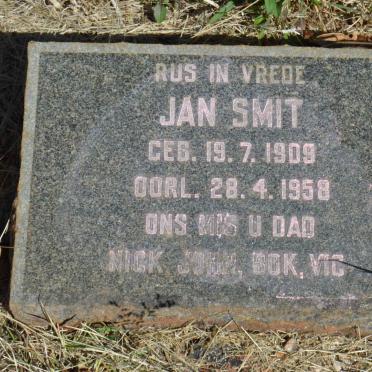 RUS IN VREDE
JAN SMIT
GEB. 19. 7. 1909
OORL. 28. 4. 1958
ONS MIS U DAD
NICK, JOHN, BOK, VIC